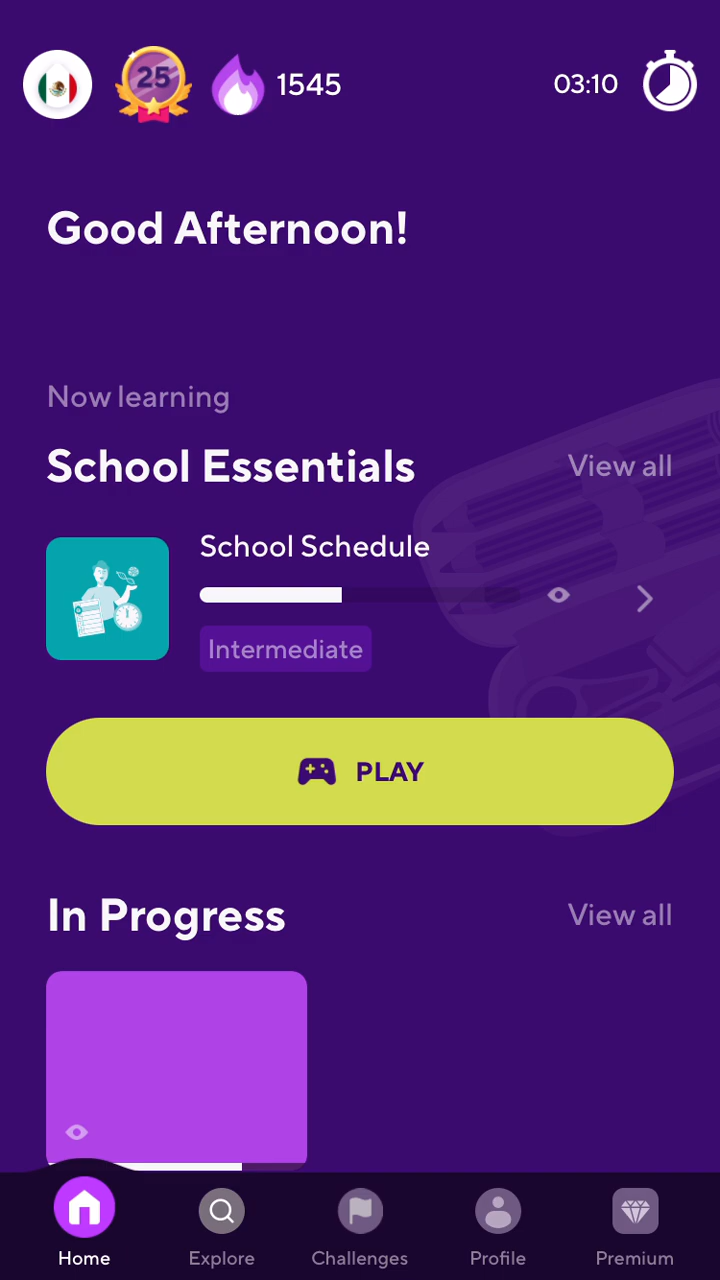 25
1545
03:10
Good Afternoon!
Now learning
School Essentials
View all
School Schedule
Intermediate
PLAY
In Progress
View all
Home
Explore
Challenges
Profile
Premium